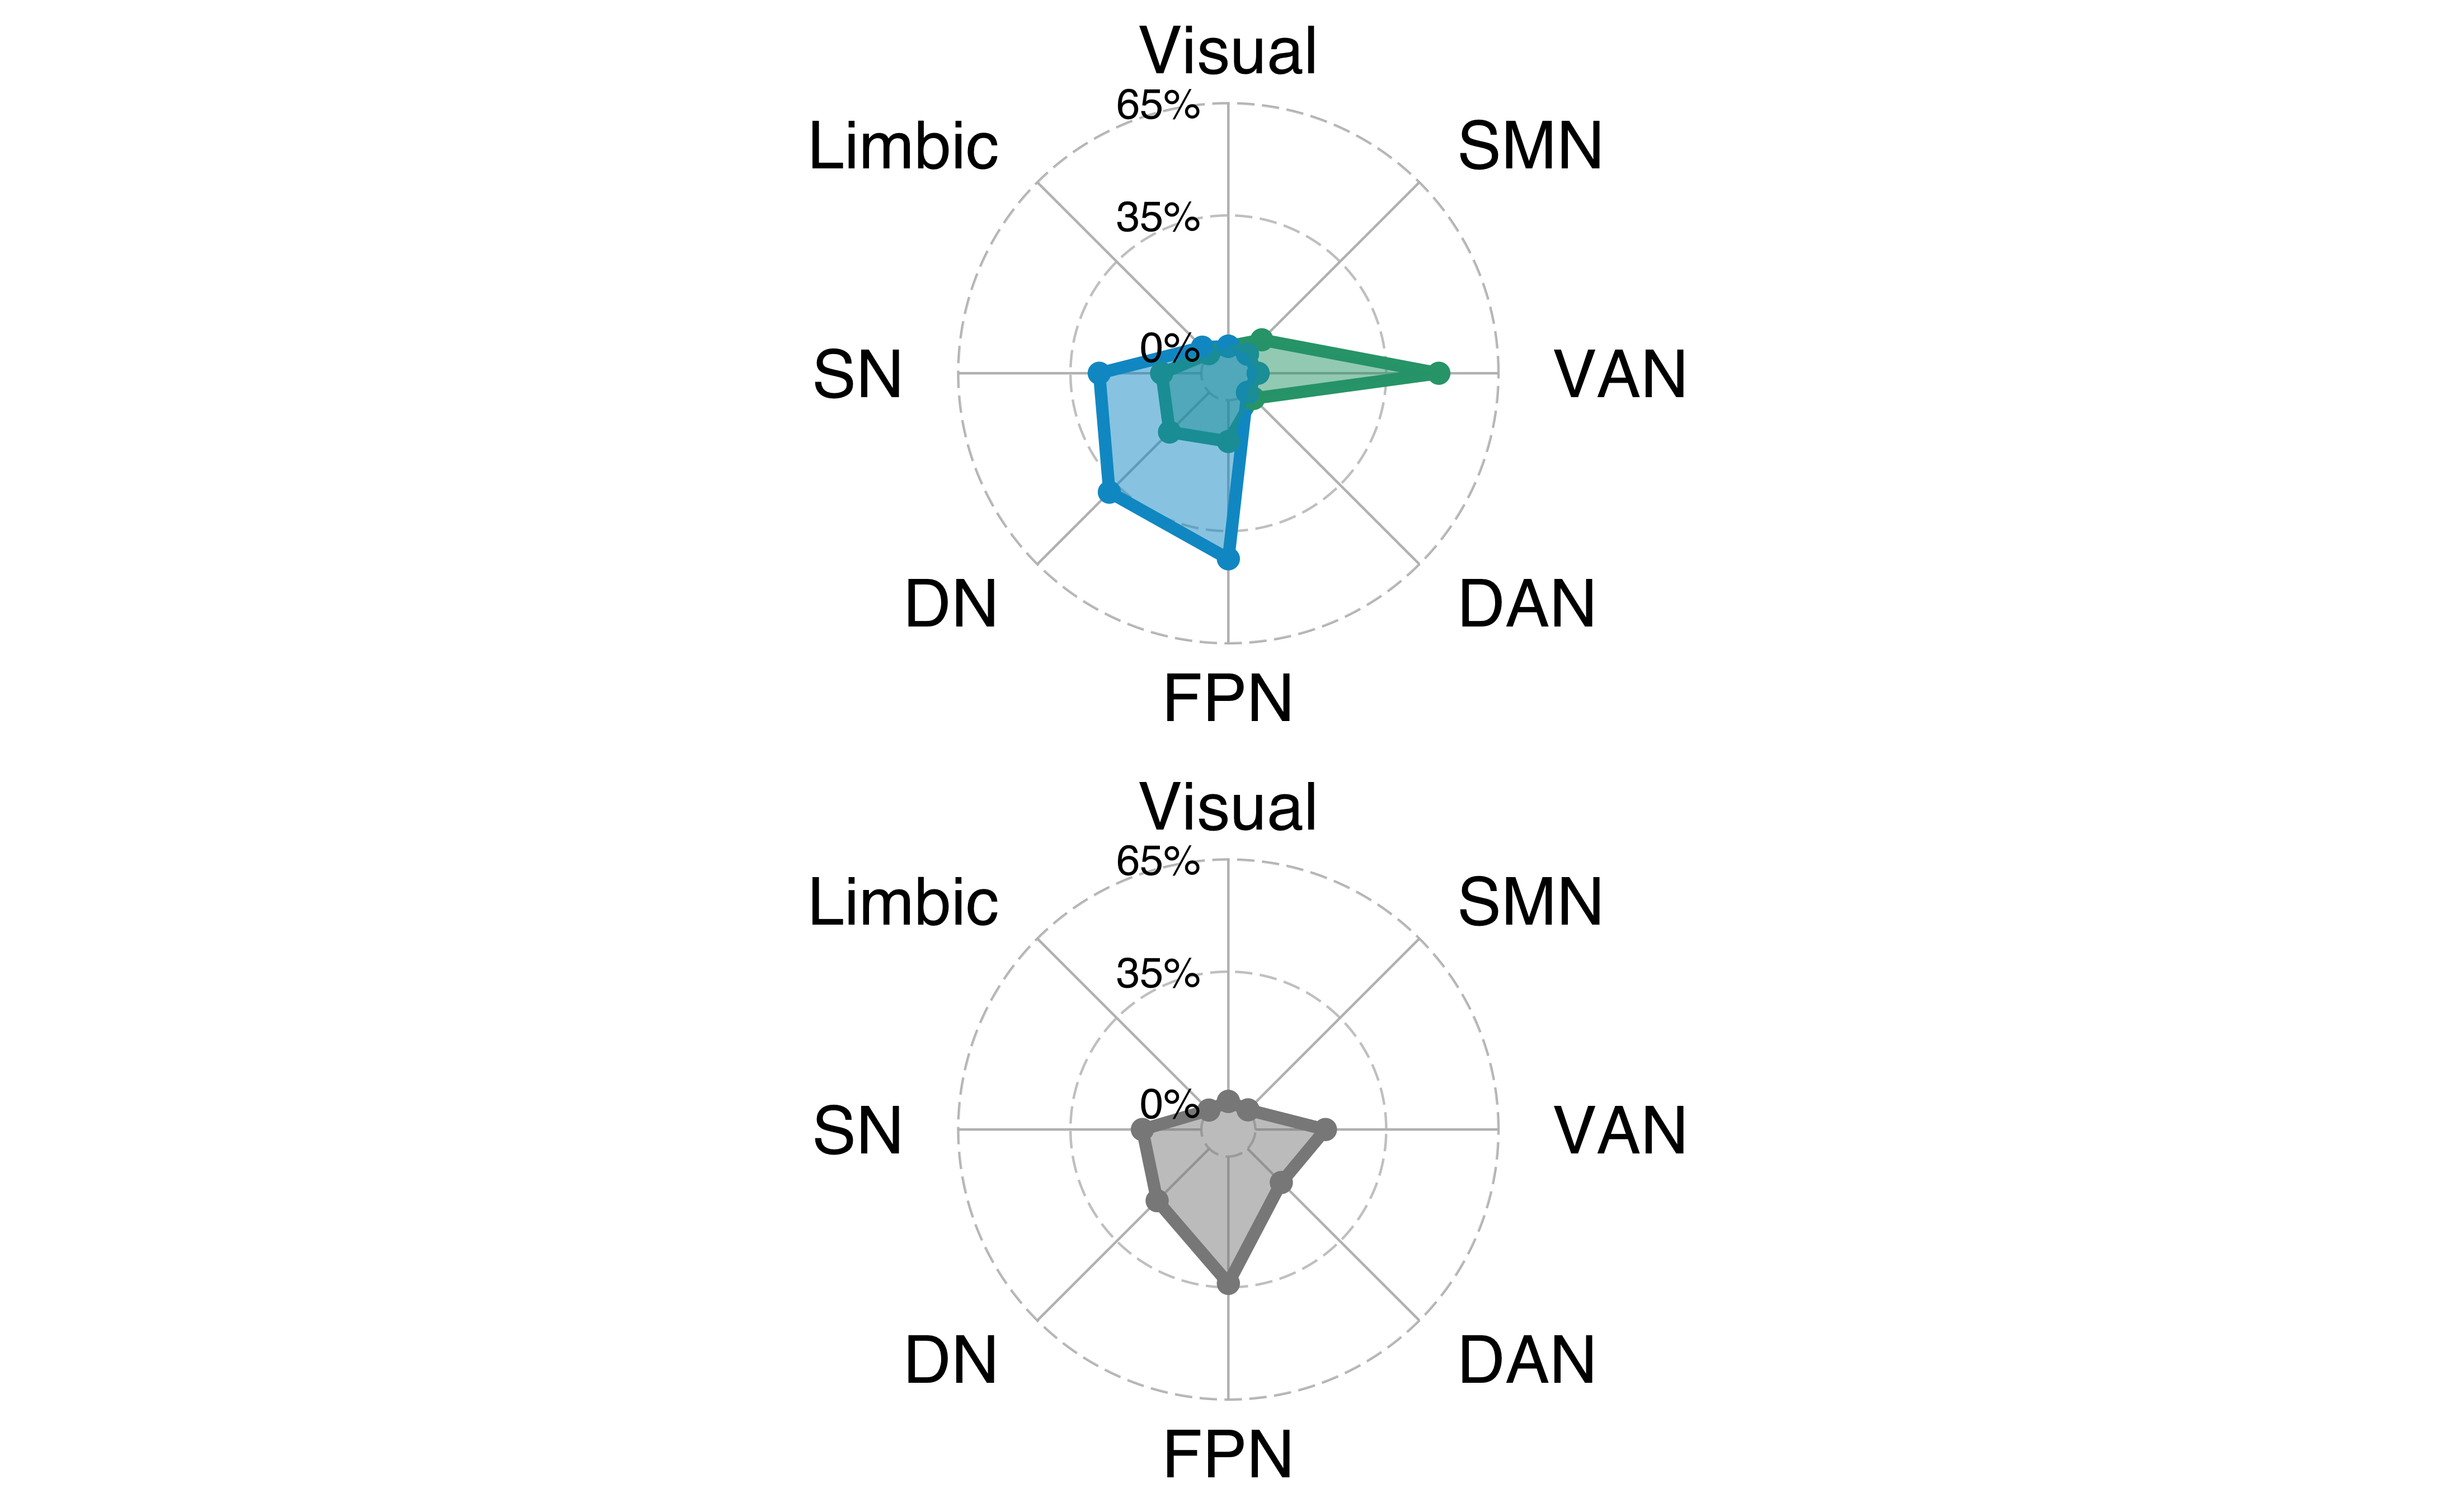 Visual
65%
Limbic
SMN
35%
0%
SN
VAN
DN
DAN
FPN
Visual
65%
Limbic
SMN
35%
0%
SN
VAN
DN
DAN
FPN